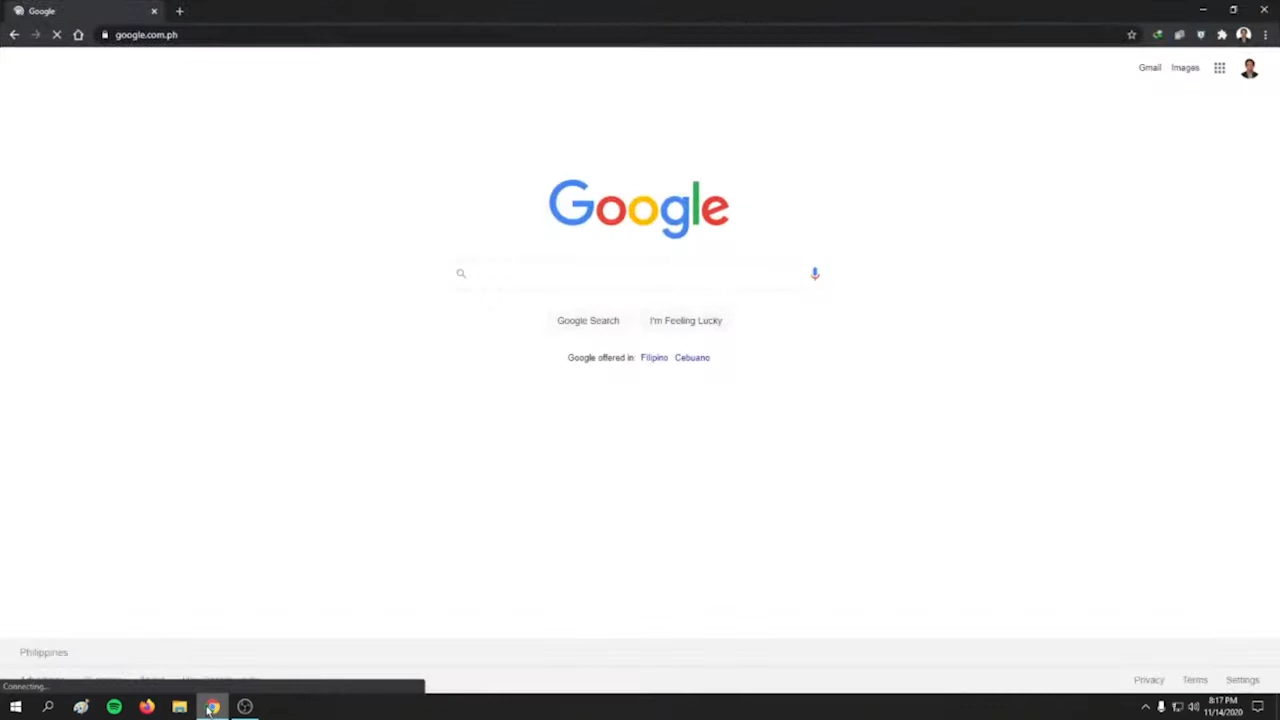 Google
google.com.ph
Gmail Images
Google
Google Search I'm Feeling Lucky
Google offered in: Filipino Cebuano
Philippines
Connecting...
Privacy Terms Settings
8:17 PM
11/14/2020